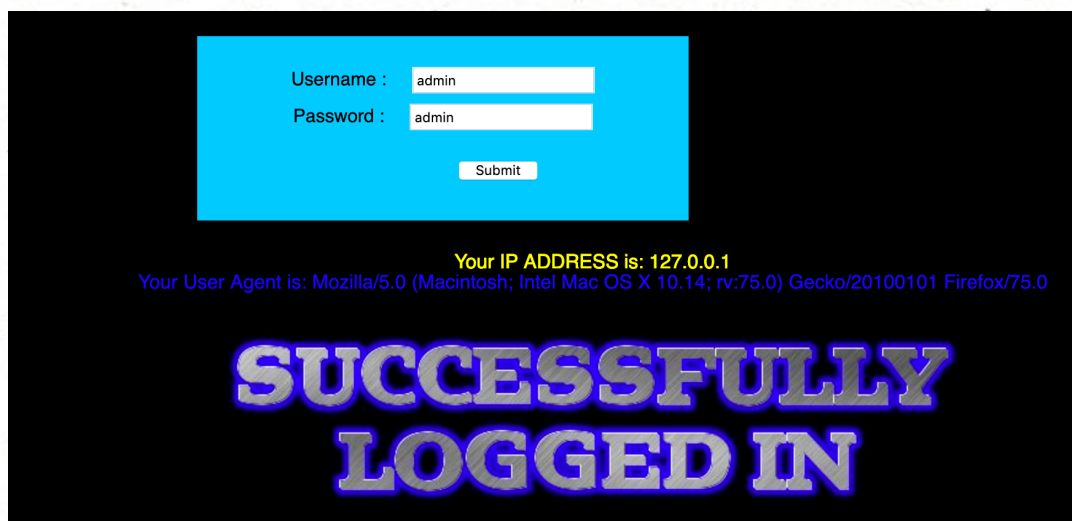 Username : admin
Password : admin
Submit
Your IP ADDRESS is: 127.0.0.1
Your User Agent is: Mozilla/5.0 (Macintosh; Intel Mac OS X 10.14; rv:75.0) Gecko/20100101 Firefox/75.0
SUCCESSFULLY
LOGGED IN